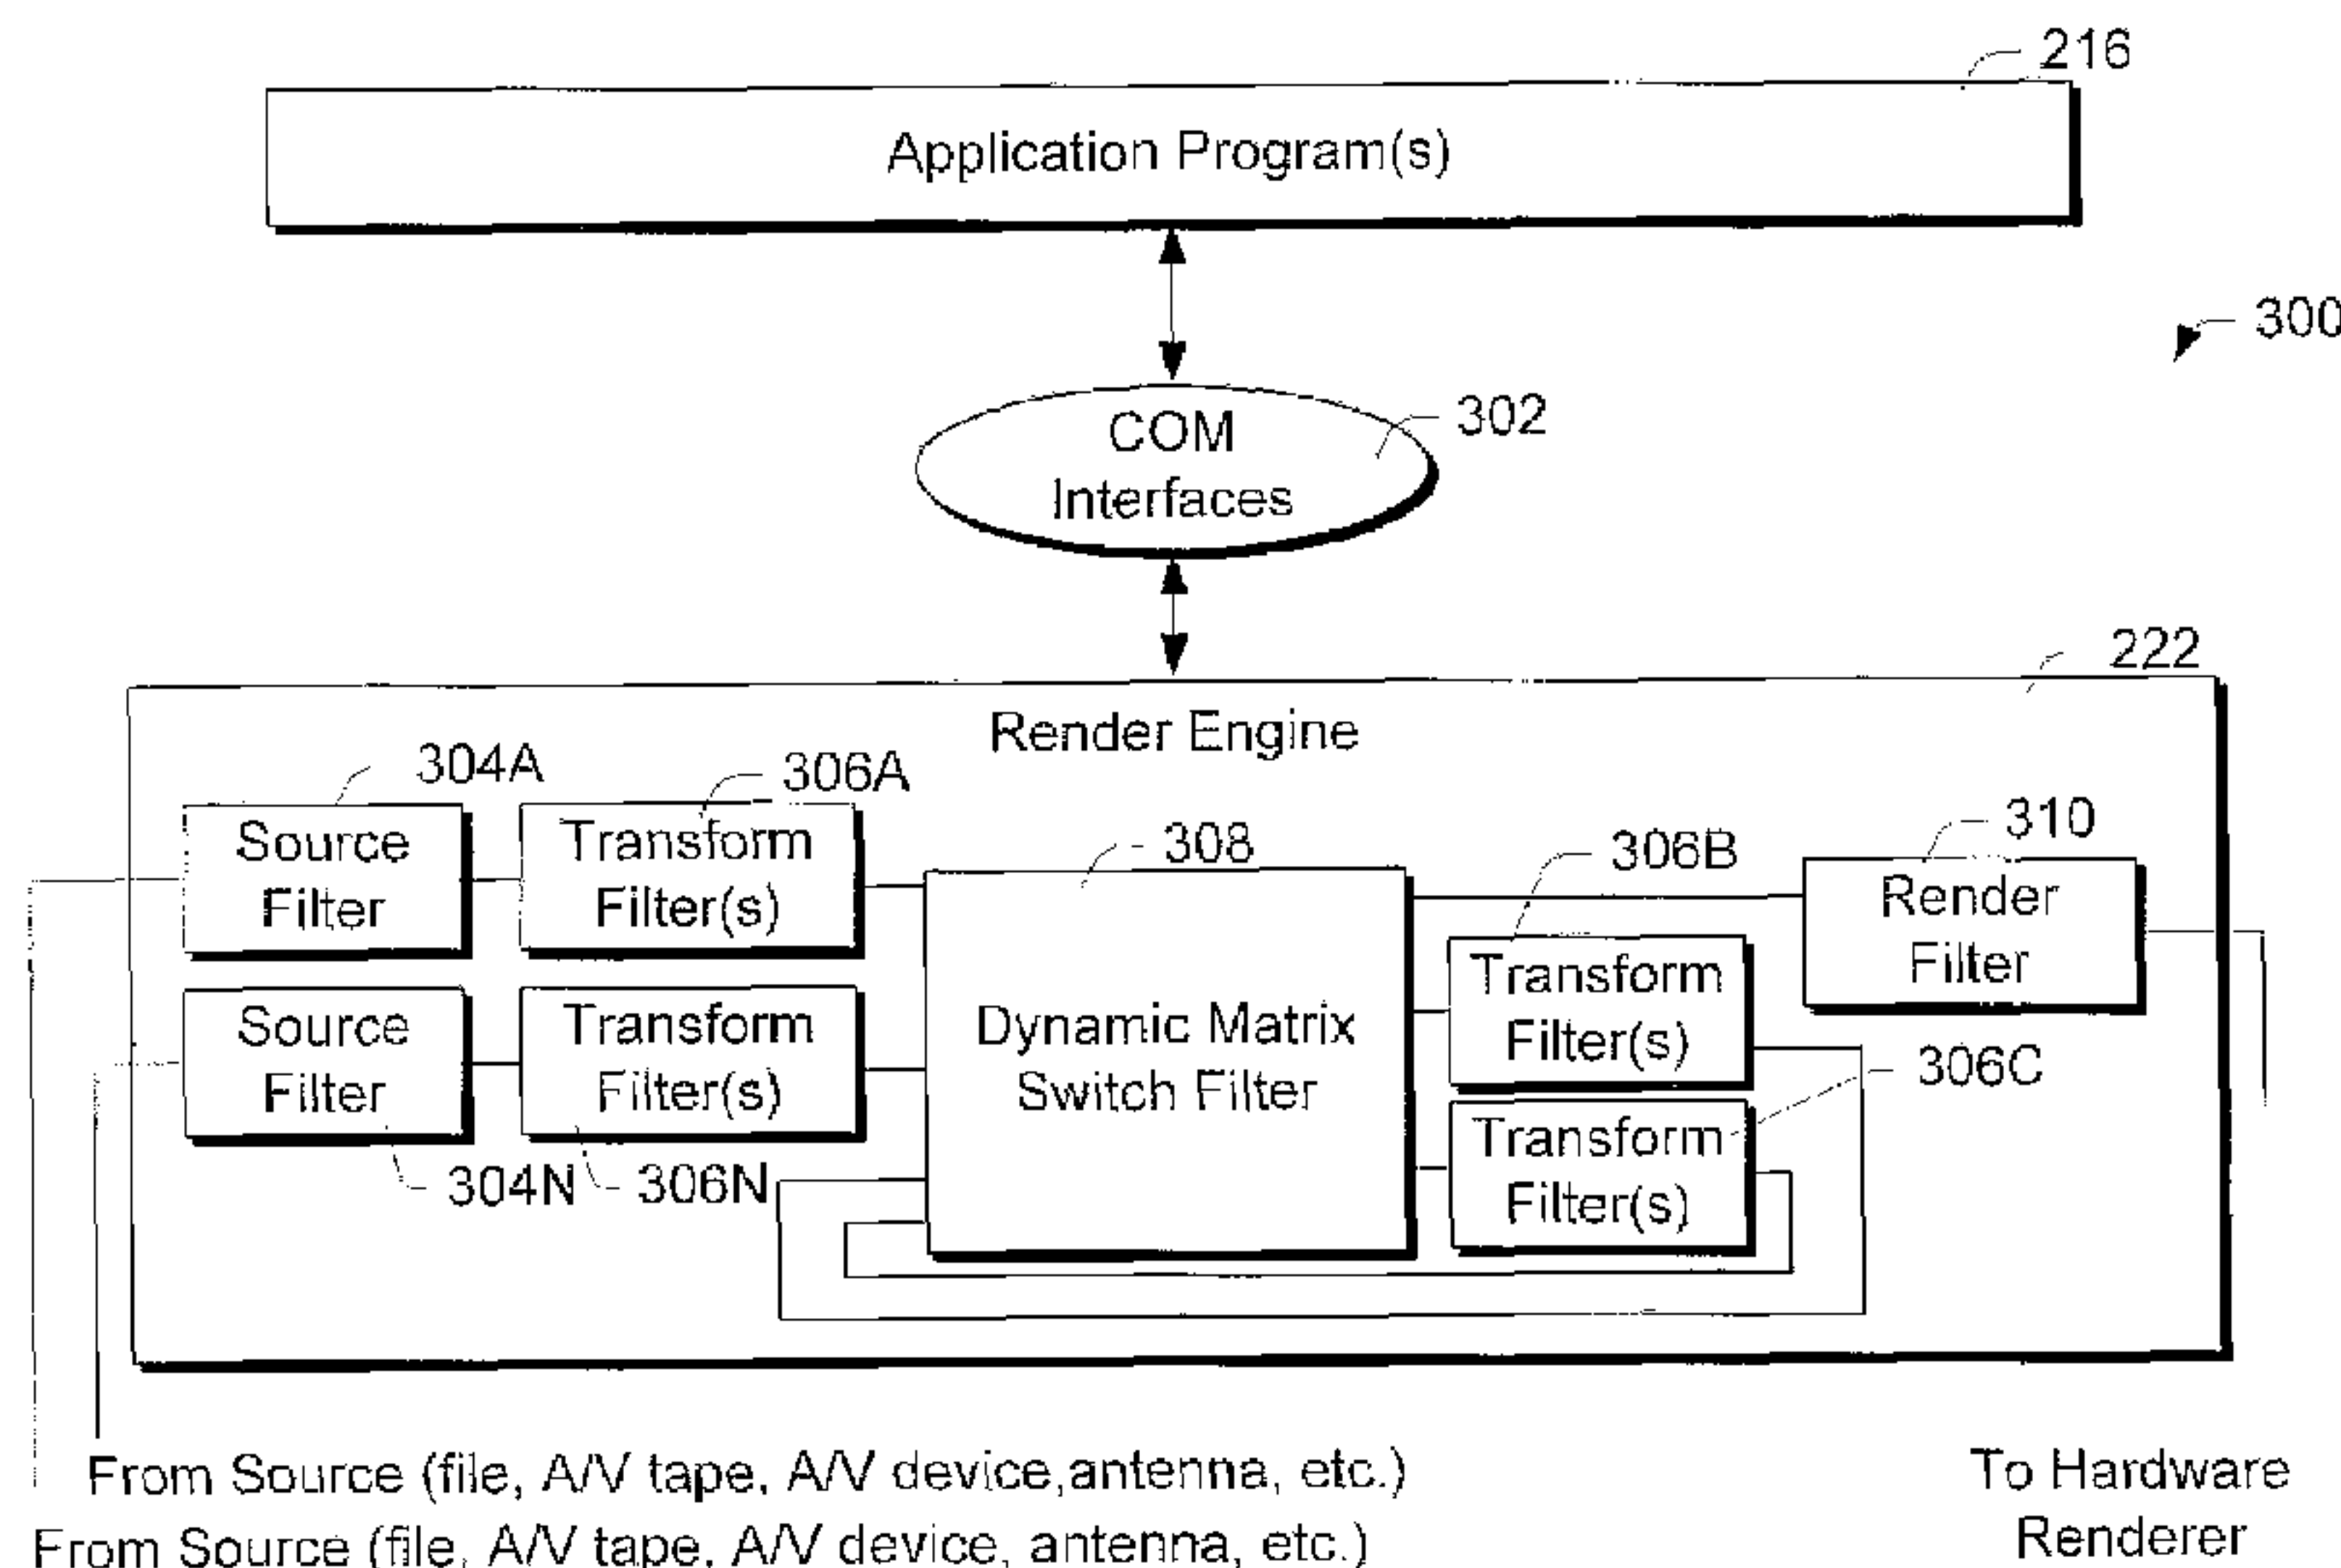 216
Application Program(s)
300
COM
Interfaces
302
222
Render Engine
304A
306A
Source
Filter
Transform
Filter(s)
308
306B
310
Render
Filter
Source
Filter
Transform
Filter(s)
Dynamic Matrix
Switch Filter
Transform
Filter(s)
306C
Transform
Filter(s)
304N
306N
From Source (file, A/V tape, A/V device,antenna, etc.)
From Source (file, A/V tape, A/V device, antenna, etc.)
To Hardware
Renderer